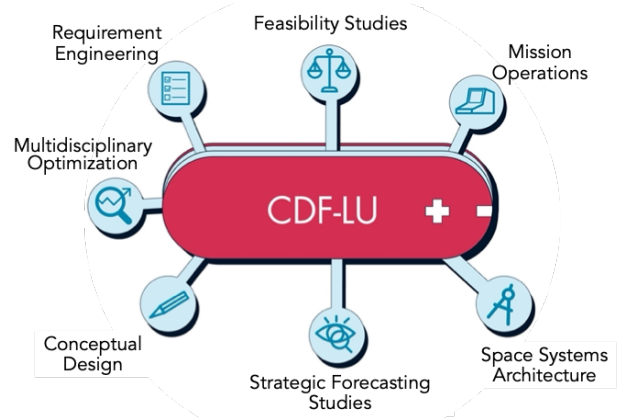 Feasibility Studies
Requirement
Engineering
Mission
Operations
Multidisciplinary
Optimization
CDF-LU
Conceptual
Design
Space Systems
Architecture
Strategic Forecasting
Studies